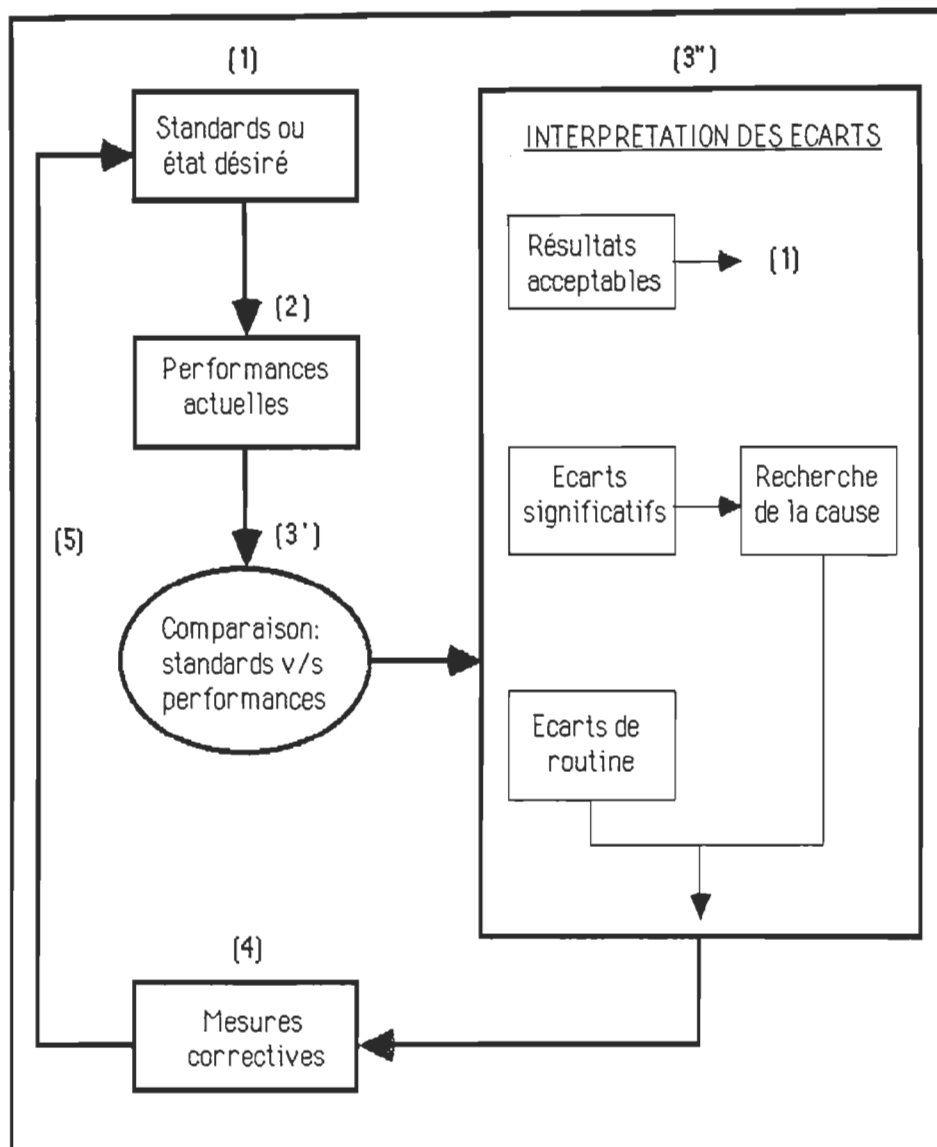 (1)
Standards ou
état désiré
(2)
Performances
actuelles
(3')
Comparaison:
standards v/s
performances
(3")
INTERPRETATION DES ECARTS
Résultats
acceptables
(1)
Ecarts
significatifs
Recherche
de la cause
Ecarts de
routine
(4)
Mesures
correctives
(5)